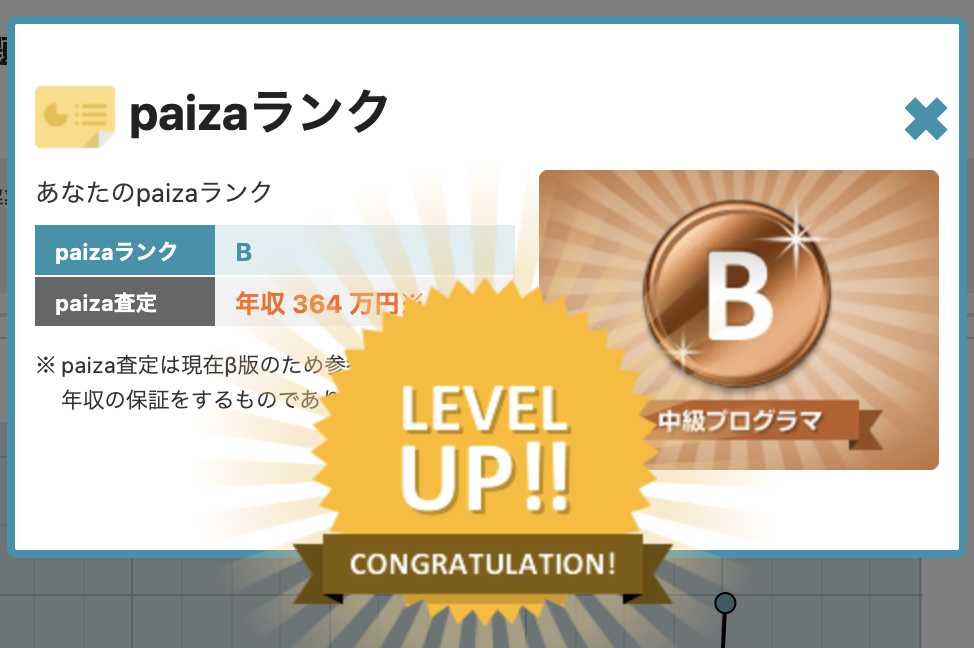 paizaランク
あなたのpaizaランク
paizaランク
B
paiza査定
年収 364 万円※
※ paiza査定は現在β版のため参
年収の保証をするものであり
B
中級プログラマ
LEVEL
UP!!
CONGRATULATION!